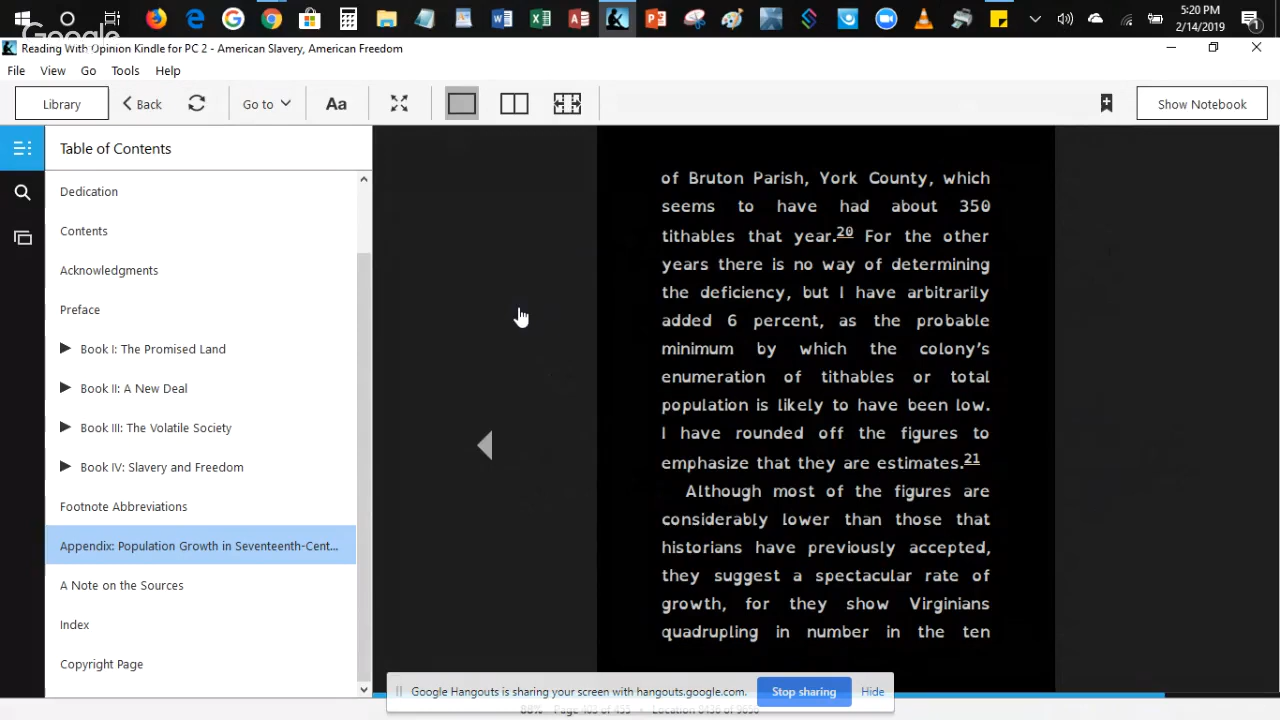 Google
5:20 PM
2/14/2019
1
Reading With Opinion Kindle for PC 2 - American Slavery, American Freedom
File View Go Tools Help
Library
Back
Go to
Aa
Show Notebook
Table of Contents
Dedication
Contents
Acknowledgments
Preface
Book I: The Promised Land
Book II: A New Deal
Book III: The Volatile Society
Book IV: Slavery and Freedom
Footnote Abbreviations
Appendix: Population Growth in Seventeenth-Cent...
A Note on the Sources
Index
Copyright Page
of Bruton Parish, York County, which
seems to have had about 350
tithables that year.20 For the other
years there is no way of determining
the deficiency, but I have arbitrarily
added 6 percent, as the probable
minimum by which the colony's
enumeration of tithables or total
population is likely to have been low.
I have rounded off the figures to
emphasize that they are estimates.21
Although most of the figures are
considerably lower than those that
historians have previously accepted,
they suggest a spectacular rate of
growth, for they show Virginians
quadrupling in number in the ten
Google Hangouts is sharing your screen with hangouts.google.com.
Stop sharing
Hide